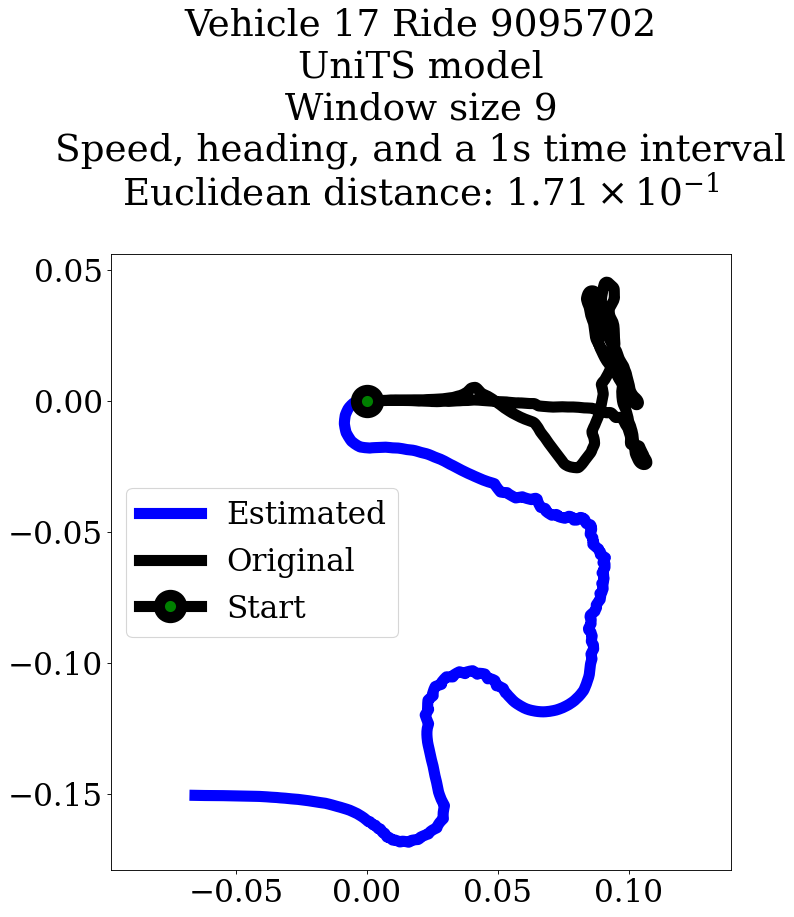 Vehicle 17 Ride 9095702
UniTS model
Window size 9
Speed, heading, and a 1s time interval
Euclidean distance: 1.71 × 10⁻¹
0.05
0.00
−0.05
−0.10
−0.15
Estimated
Original
Start
−0.05 0.00 0.05 0.10